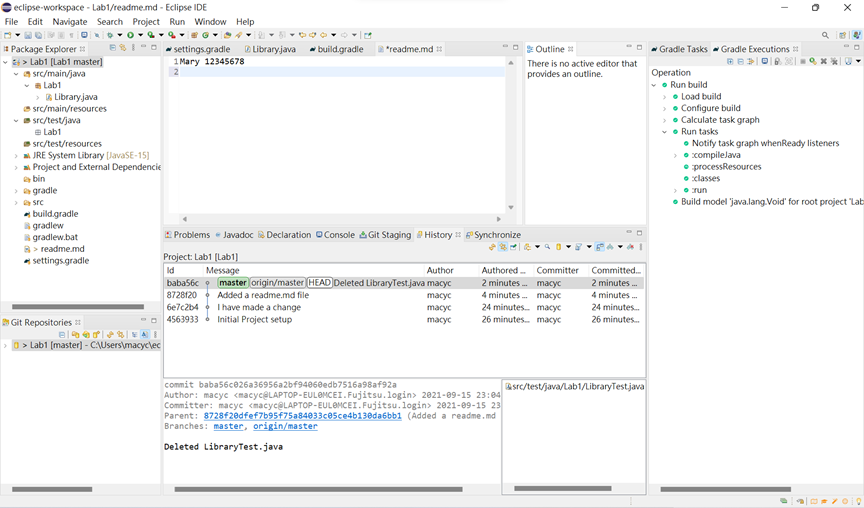 eclipse-workspace - Lab1/readme.md - Eclipse IDE
File Edit Navigate Search Project Run Window Help
Package Explorer
> Lab1 [Lab1 master]
src/main/java
Lab1
Library.java
src/main/resources
src/test/java
Lab1
src/test/resources
JRE System Library [JavaSE-15]
Project and External Dependencie
bin
gradle
src
build.gradle
gradlew
gradlew.bat
> readme.md
settings.gradle
Git Repositories
> Lab1 [master] - C:\Users\macyc\ec
settings.gradle Library.java build.gradle *readme.md
1 Mary 12345678
2
Outline
There is no active editor that
provides an outline.
Problems Javadoc Declaration Console Git Staging History Synchronize
Project: Lab1 [Lab1]
Id Message Author Authored ... Committer Committed...
baba56c master origin/master HEAD Deleted LibraryTest.java macyc 2 minutes ... macyc 2 minutes ...
8728f20 Added a readme.md file macyc 4 minutes ... macyc 4 minutes ...
6e7c2b4 I have made a change macyc 24 minutes... macyc 24 minutes...
4563933 Initial Project setup macyc 26 minutes... macyc 26 minutes...
commit baba56c026a36956a2bf94060edb7516a98af92a
Author: macyc <macyc@LAPTOP-EUL0MCEI.Fujitsu.login> 2021-09-15 23:04
Committer: macyc <macyc@LAPTOP-EUL0MCEI.Fujitsu.login> 2021-09-15 23
Parent: 8728f20dfef7b95f75a84033c05ce4b130da6bb1 (Added a readme.md
Branches: master, origin/master
Deleted LibraryTest.java
src/test/java/Lab1/LibraryTest.java
Gradle Tasks Gradle Executions
Operation
Run build
Load build
Configure build
Calculate task graph
Run tasks
Notify task graph whenReady listeners
:compileJava
:processResources
:classes
:run
Build model 'java.lang.Void' for root project 'Lab